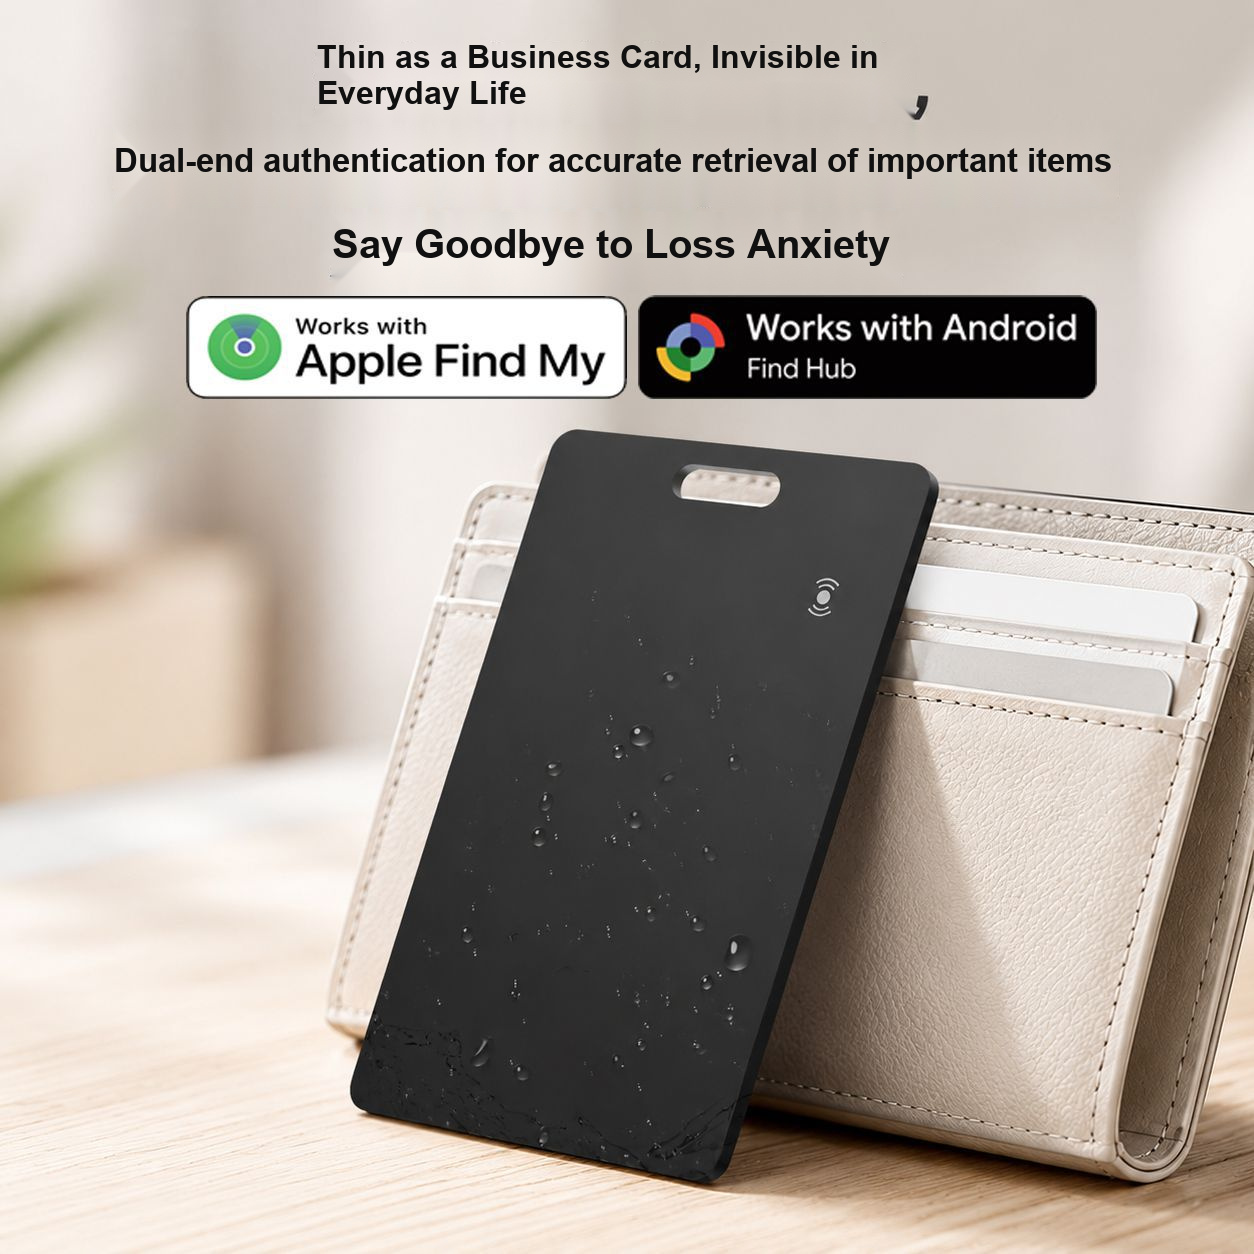 Thin as a Business Card, Invisible in
Everyday Life
,
Dual-end authentication for accurate retrieval of important items
Say Goodbye to Loss Anxiety
Works with
Apple Find My
Works with Android
Find Hub